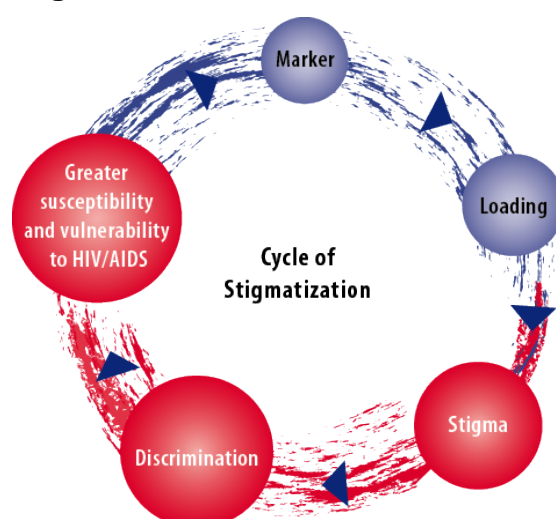 Marker
Loading
Stigma
Discrimination
Greater
susceptibility
and vulnerability
to HIV/AIDS
Cycle of
Stigmatization